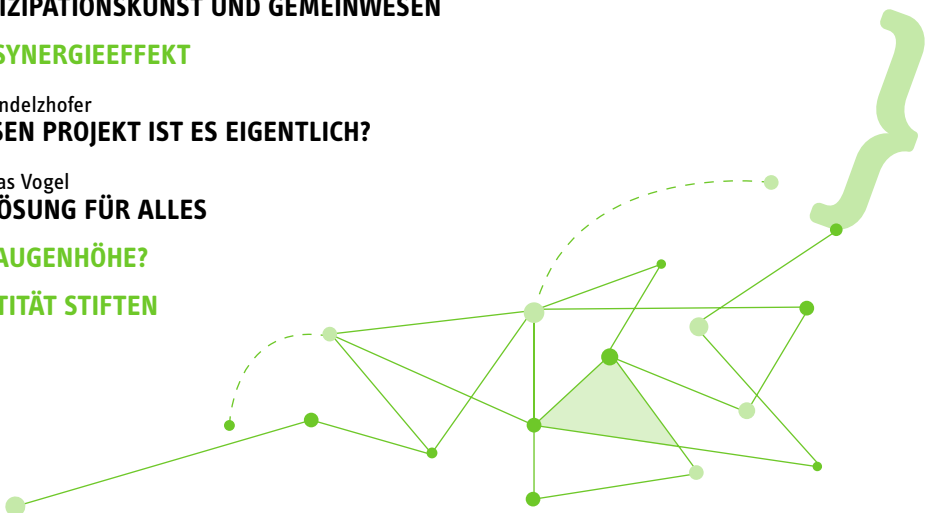 IZIPATIONSKUNST UND GEMEINWESEN
SYNERGIEEFFEKT
ndelzhofer
SEN PROJEKT IST ES EIGENTLICH?
as Vogel
ÖSUNG FÜR ALLES
AUGENHÖHE?
TITÄT STIFTEN